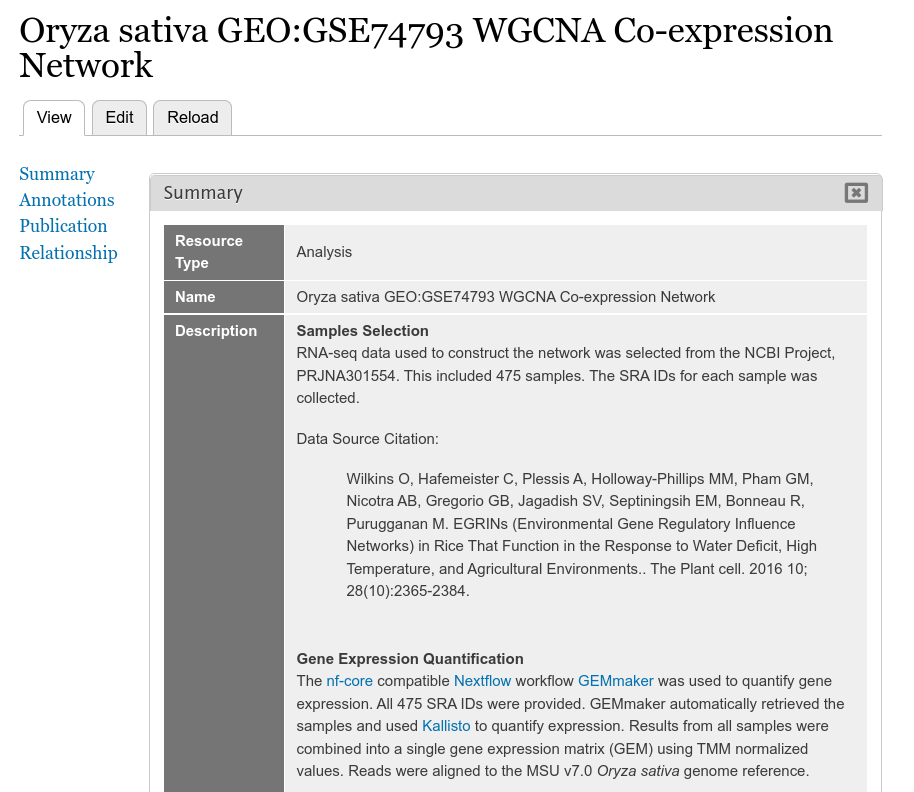 Oryza sativa GEO:GSE74793 WGCNA Co-expression
Network
View
Edit
Reload
Summary
Annotations
Publication
Relationship
Summary
Resource
Type
Analysis
Name
Oryza sativa GEO:GSE74793 WGCNA Co-expression Network
Description
Samples Selection
RNA-seq data used to construct the network was selected from the NCBI Project,
PRJNA301554. This included 475 samples. The SRA IDs for each sample was
collected.
Data Source Citation:
Wilkins O, Hafemeister C, Plessis A, Holloway-Phillips MM, Pham GM,
Nicotra AB, Gregorio GB, Jagadish SV, Septiningsih EM, Bonneau R,
Purugganan M. EGRINs (Environmental Gene Regulatory Influence
Networks) in Rice That Function in the Response to Water Deficit, High
Temperature, and Agricultural Environments.. The Plant cell. 2016 10;
28(10):2365-2384.
Gene Expression Quantification
The nf-core compatible Nextflow workflow GEMmaker was used to quantify gene
expression. All 475 SRA IDs were provided. GEMmaker automatically retrieved the
samples and used Kallisto to quantify expression. Results from all samples were
combined into a single gene expression matrix (GEM) using TMM normalized
values. Reads were aligned to the MSU v7.0 Oryza sativa genome reference.